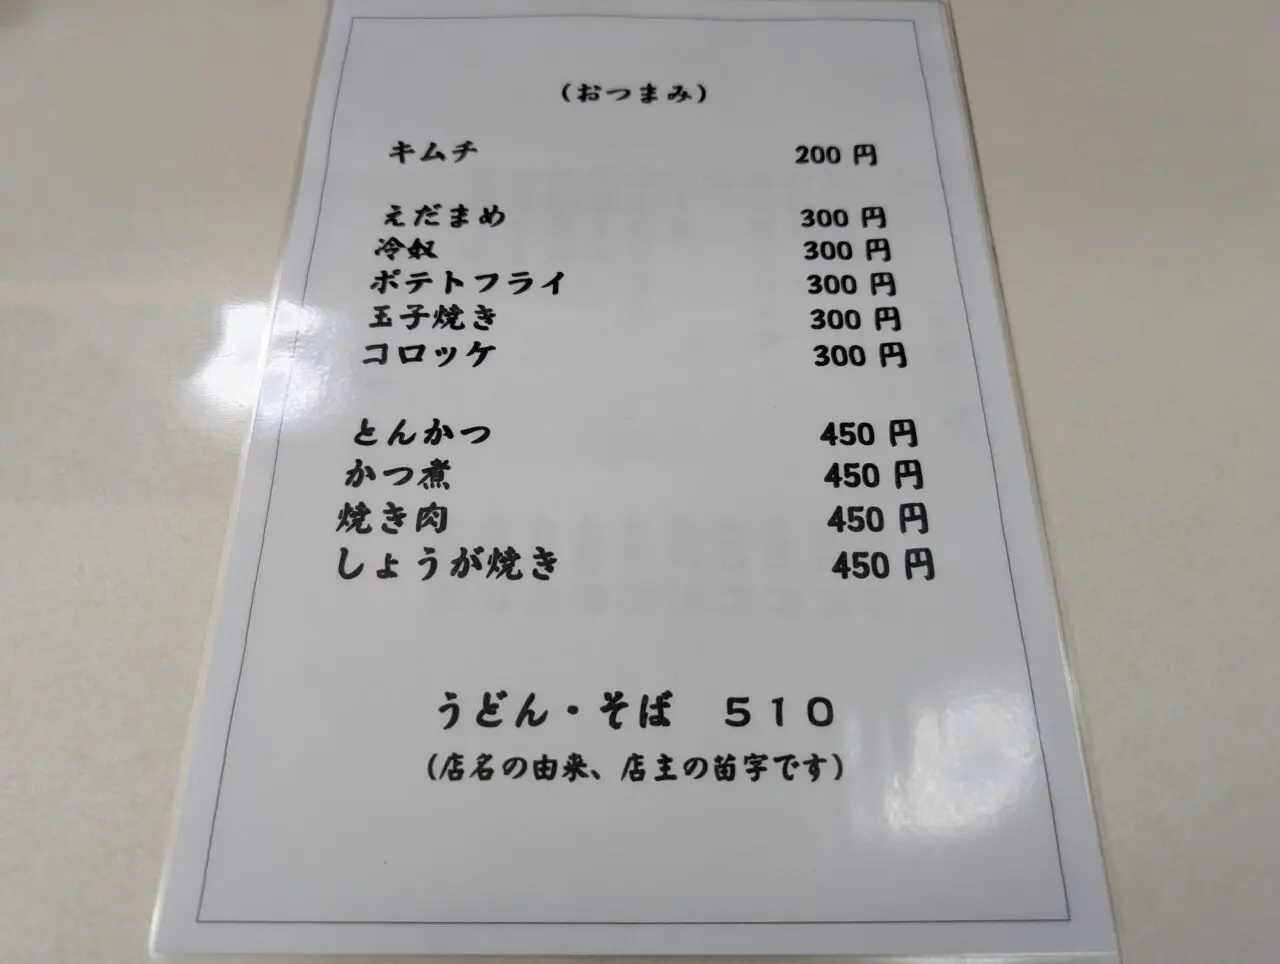 (おつまみ)
キムチ 200 円
えだまめ 300 円
冷奴 300 円
ポテトフライ 300 円
玉子焼き 300 円
コロッケ 300 円
とんかつ 450 円
かつ煮 450 円
焼き肉 450 円
しょうが焼き 450 円
うどん・そば 510
(店名の由来、店主の苗字です)